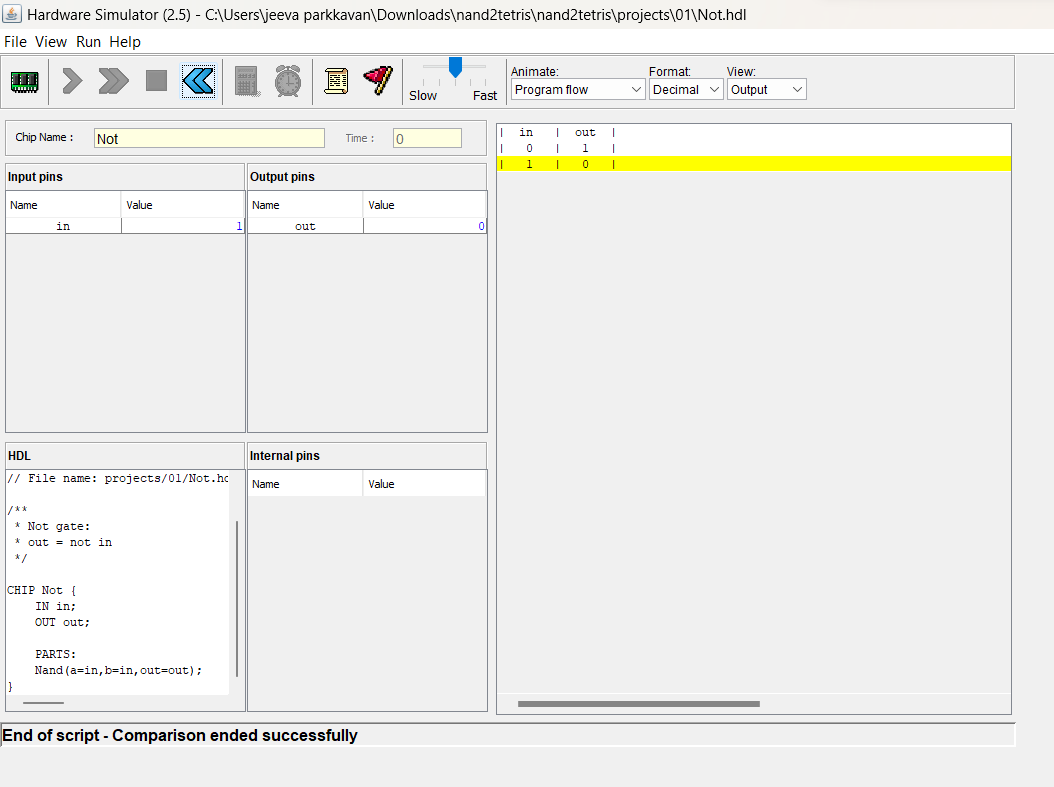 Hardware Simulator (2.5) - C:\Users\jeeva parkkavan\Downloads\nand2tetris\nand2tetris\projects\01\Not.hdl
File View Run Help
Slow Fast
Animate: Format: View:
Program flow Decimal Output
Chip Name : Not Time : 0
Input pins
Name Value
in 1
Output pins
Name Value
out 0
HDL
// File name: projects/01/Not.hd
/**
* Not gate:
* out = not in
*/
CHIP Not {
IN in;
OUT out;
PARTS:
Nand(a=in,b=in,out=out);
}
Internal pins
Name Value
| in | out |
| 0 | 1 |
| 1 | 0 |
End of script - Comparison ended successfully